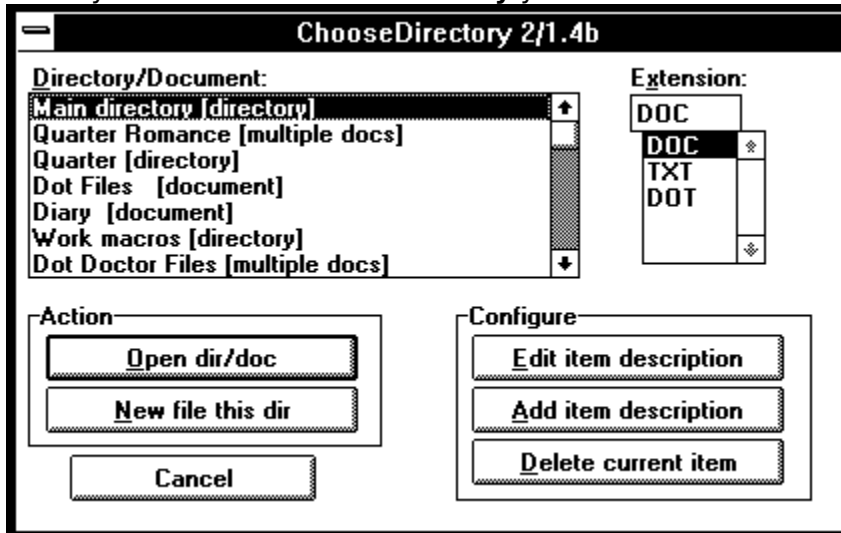 ChooseDirectory 2/1.4b
Directory/Document:
Main directory [directory]
Quarter Romance [multiple docs]
Quarter [directory]
Dot Files [document]
Diary [document]
Work macros [directory]
Dot Doctor Files [multiple docs]
Extension:
DOC
DOC
TXT
DOT
Action
Open dir/doc
New file this dir
Cancel
Configure
Edit item description
Add item description
Delete current item